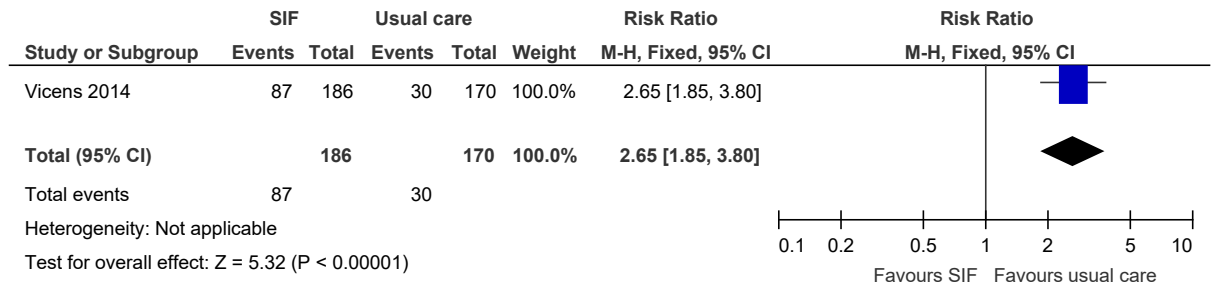 SIF Usual care Risk Ratio Risk Ratio
Study or Subgroup Events Total Events Total Weight M-H, Fixed, 95% CI M-H, Fixed, 95% CI
Vicens 2014 87 186 30 170 100.0% 2.65 [1.85, 3.80]
Total (95% CI) 186 170 100.0% 2.65 [1.85, 3.80]
Total events 87 30
Heterogeneity: Not applicable
Test for overall effect: Z = 5.32 (P < 0.00001)
0.1 0.2 0.5 1 2 5 10
Favours SIF Favours usual care